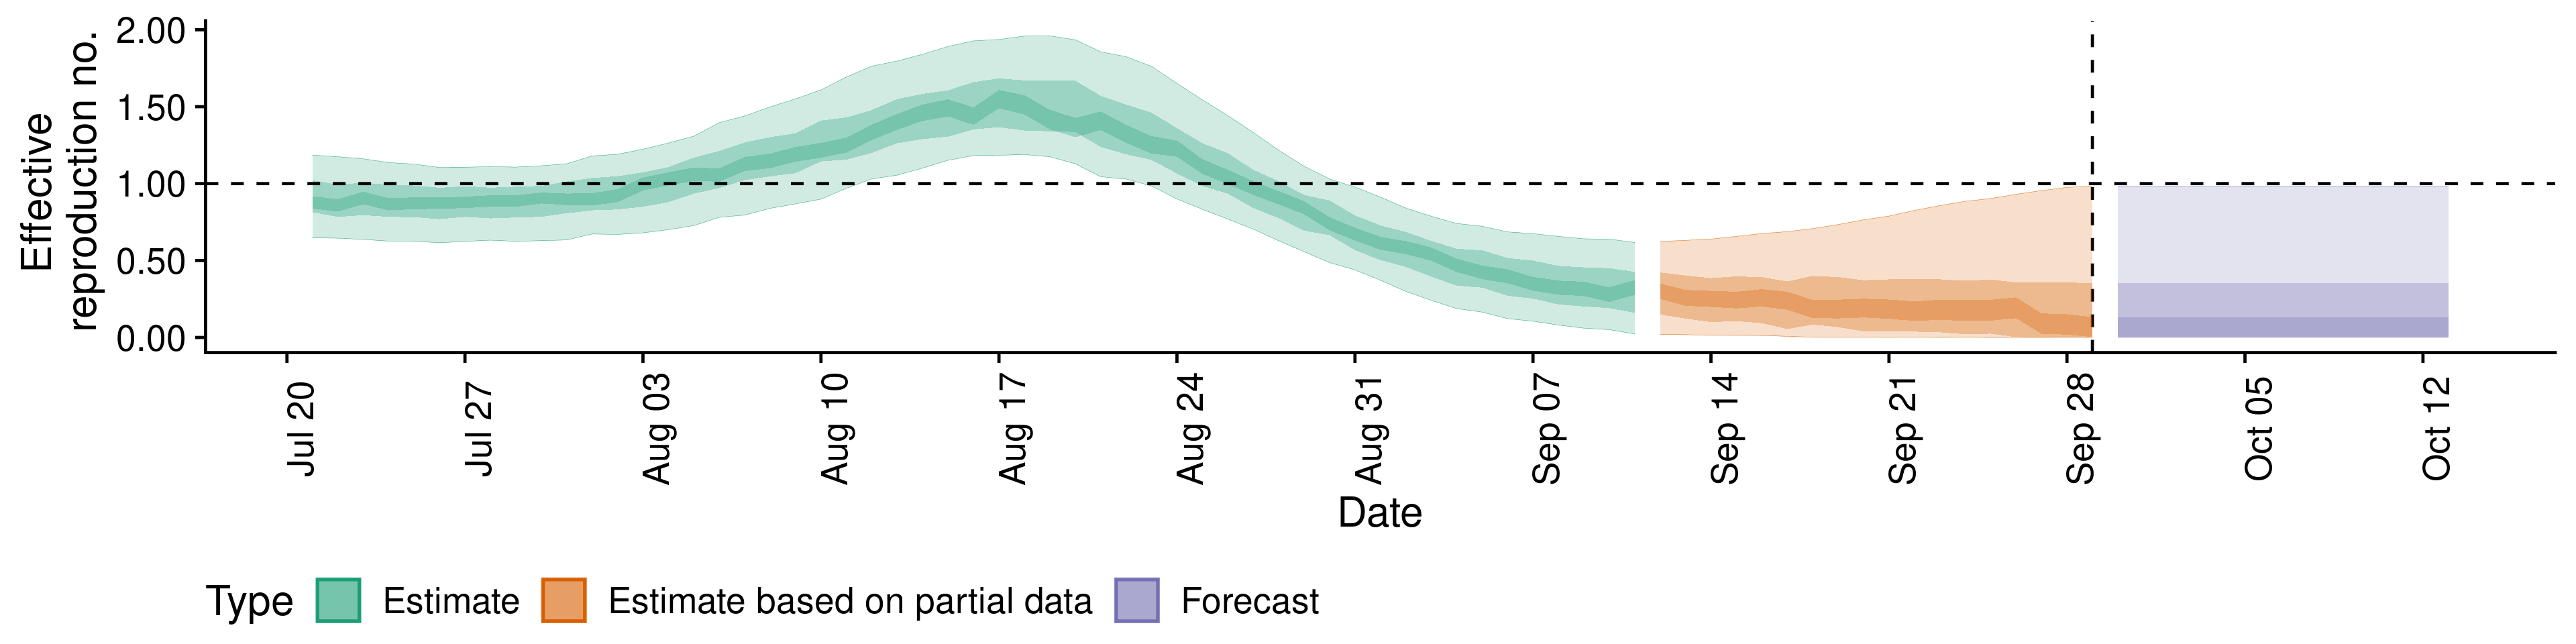 Effective
reproduction no.
2.00
1.50
1.00
0.50
0.00
Jul 20
Jul 27
Aug 03
Aug 10
Aug 17
Aug 24
Aug 31
Sep 07
Sep 14
Sep 21
Sep 28
Oct 05
Oct 12
Date
Type Estimate Estimate based on partial data Forecast